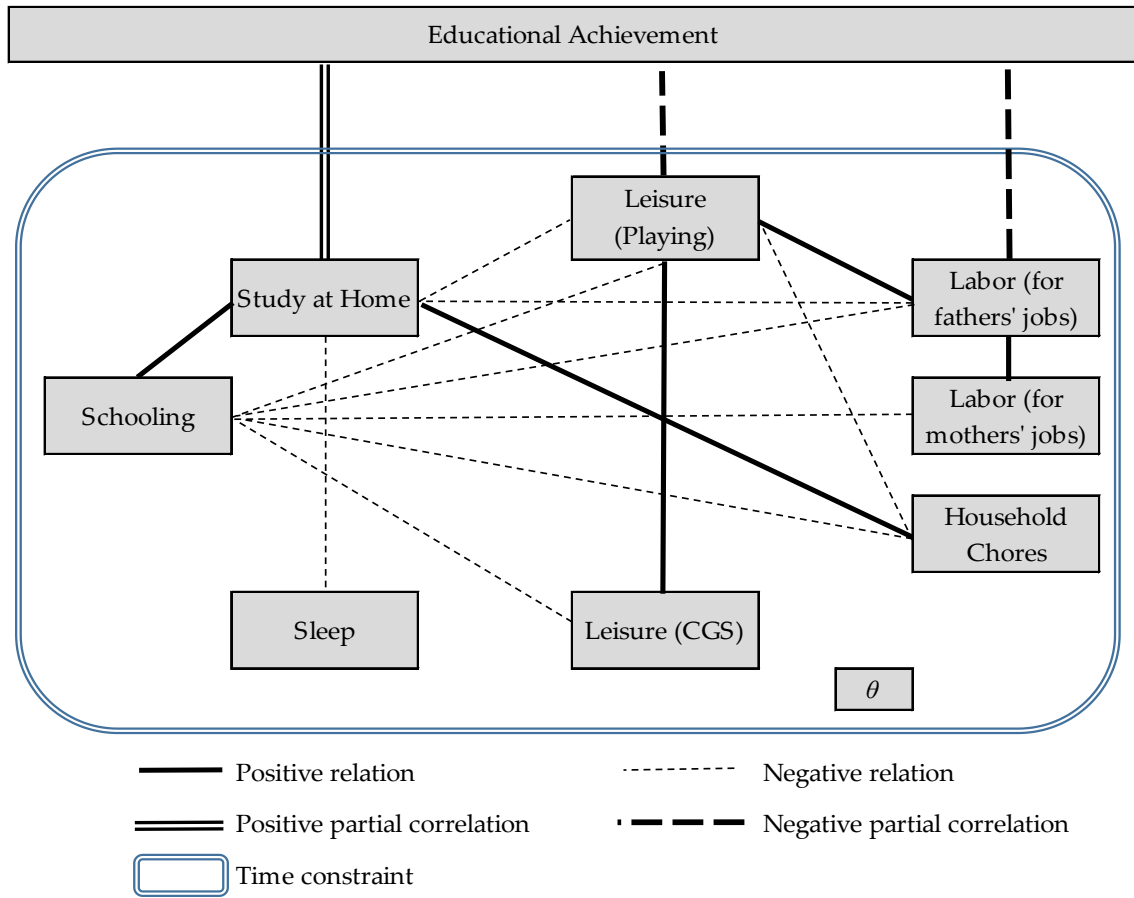 Educational Achievement
Leisure
(Playing)
Study at Home
Labor (for
fathers' jobs)
Schooling
Labor (for
mothers' jobs)
Household
Chores
Sleep
Leisure (CGS)
θ
Positive relation
Negative relation
Positive partial correlation
Negative partial correlation
Time constraint